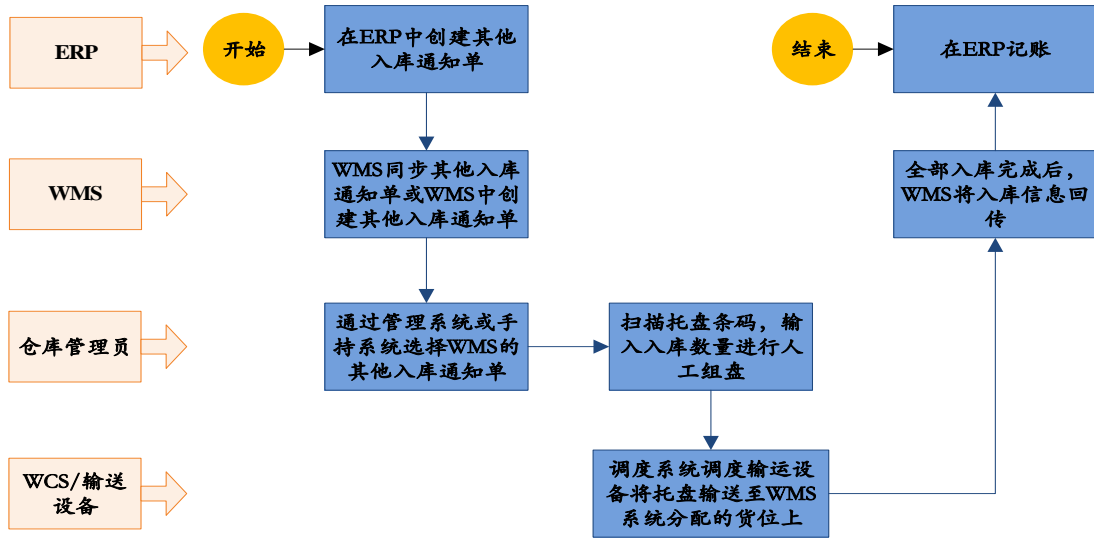 ERP
开始
在ERP中创建其他
入库通知单
结束
在ERP记账
WMS
WMS同步其他入库
通知单或WMS中创
建其他入库通知单
全部入库完成后，
WMS将入库信息回
传
仓库管理员
通过管理系统或手
持系统选择WMS的
其他入库通知单
扫描托盘条码，输
入入库数量进行人
工组盘
WCS/输送
设备
调度系统调度输运设
备将托盘输送至WMS
系统分配的货位上